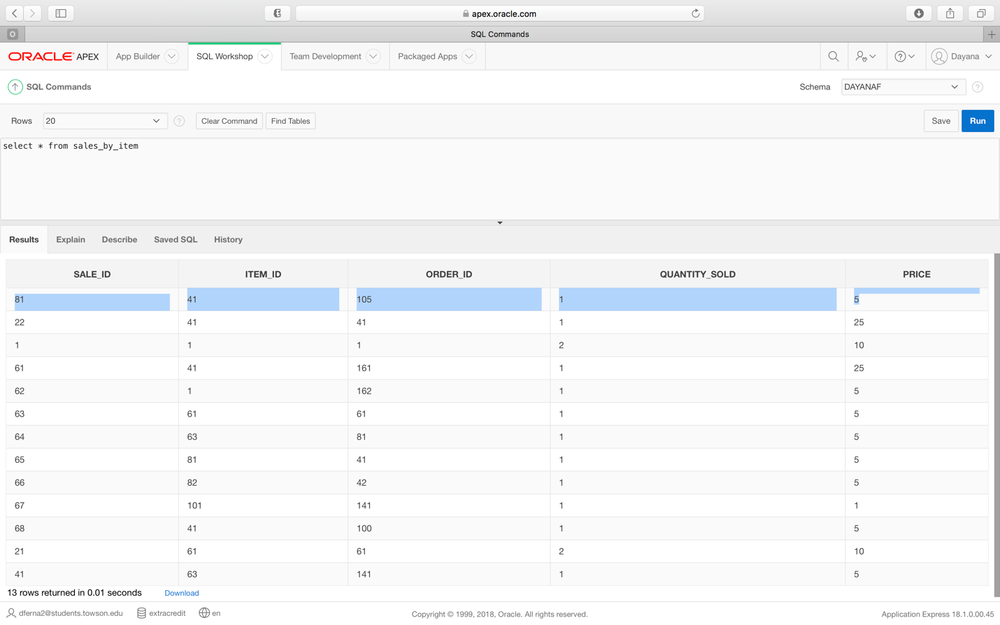 apex.oracle.com
O SQL Commands
ORACLE APEX App Builder SQL Workshop Team Development Packaged Apps ? Dayana
SQL Commands Schema DAYANAF ?
Rows 20 ? Clear Command Find Tables Save Run
select * from sales_by_item
Results Explain Describe Saved SQL History
SALE_ID ITEM_ID ORDER_ID QUANTITY_SOLD PRICE
81 41 105 1 5
22 41 41 1 25
1 1 1 2 10
61 41 161 1 25
62 1 162 1 5
63 61 61 1 5
64 63 81 1 5
65 81 41 1 5
66 82 42 1 5
67 101 141 1 1
68 41 100 1 5
21 61 61 2 10
41 63 141 1 5
13 rows returned in 0.01 seconds Download
dferna2@students.towson.edu extracredit en Copyright © 1999, 2018, Oracle. All rights reserved. Application Express 18.1.0.00.45